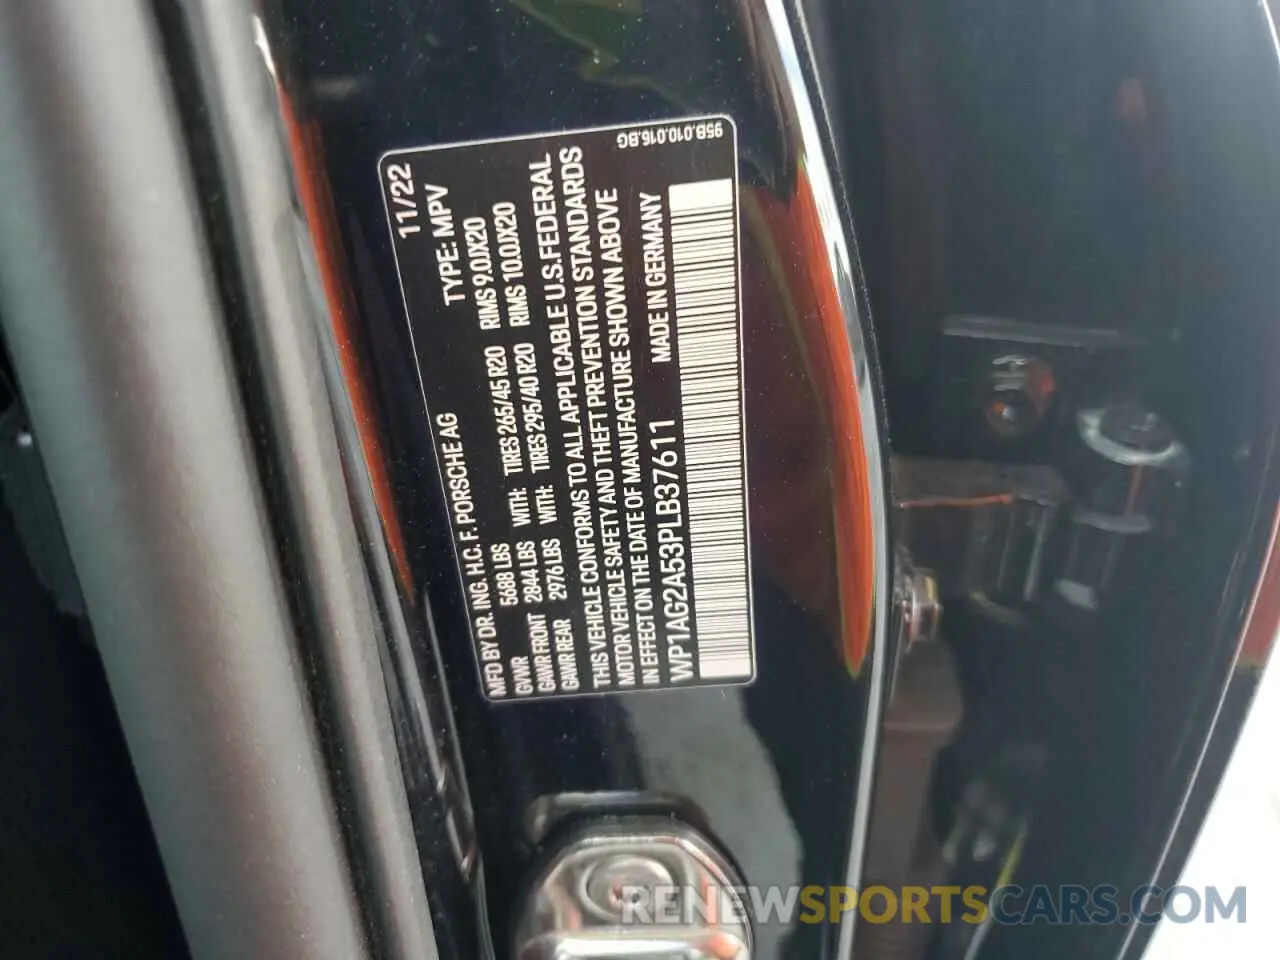 MFD BY DR. ING. H.C. F. PORSCHE AG 11/22
GVWR 5688 LBS TYPE: MPV
GAWR FRONT 2844 LBS WITH: TIRES 265/45 R20 RIMS 9.0JX20
GAWR REAR 2976 LBS WITH: TIRES 295/40 R20 RIMS 10.0JX20
THIS VEHICLE CONFORMS TO ALL APPLICABLE U.S. FEDERAL
MOTOR VEHICLE SAFETY AND THEFT PREVENTION STANDARDS
IN EFFECT ON THE DATE OF MANUFACTURE SHOWN ABOVE
WP1AG2A53PLB37611 MADE IN GERMANY
95B.010.016.BG
RENEWSPORTSCARS.COM